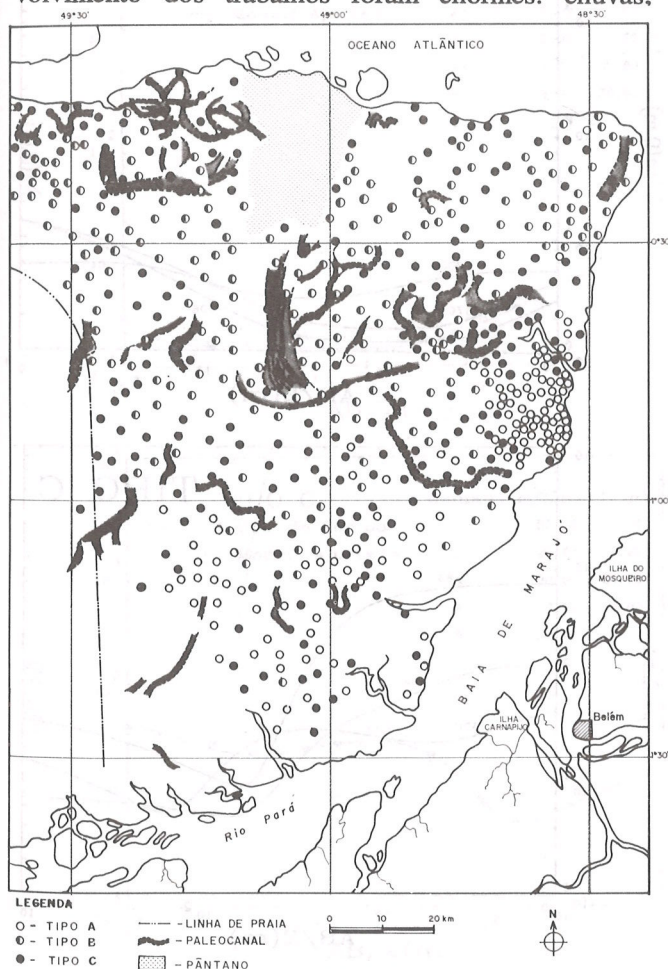 volvimento dos trabalhos foram enormes: chuvas,
49°30'
49°00'
48°30'
OCEANO ATLÂNTICO
0°30'
1°00'
ILHA DO
MOSQUEIRO
BAIA DE MARAJÓ
Belém
ILHA
CARNAPIJO
1°30'
Rio Pará
LEGENDA
- TIPO A
- TIPO B
- TIPO C
- LINHA DE PRAIA
- PALEOCANAL
- PÂNTANO
0 10 20 km
N